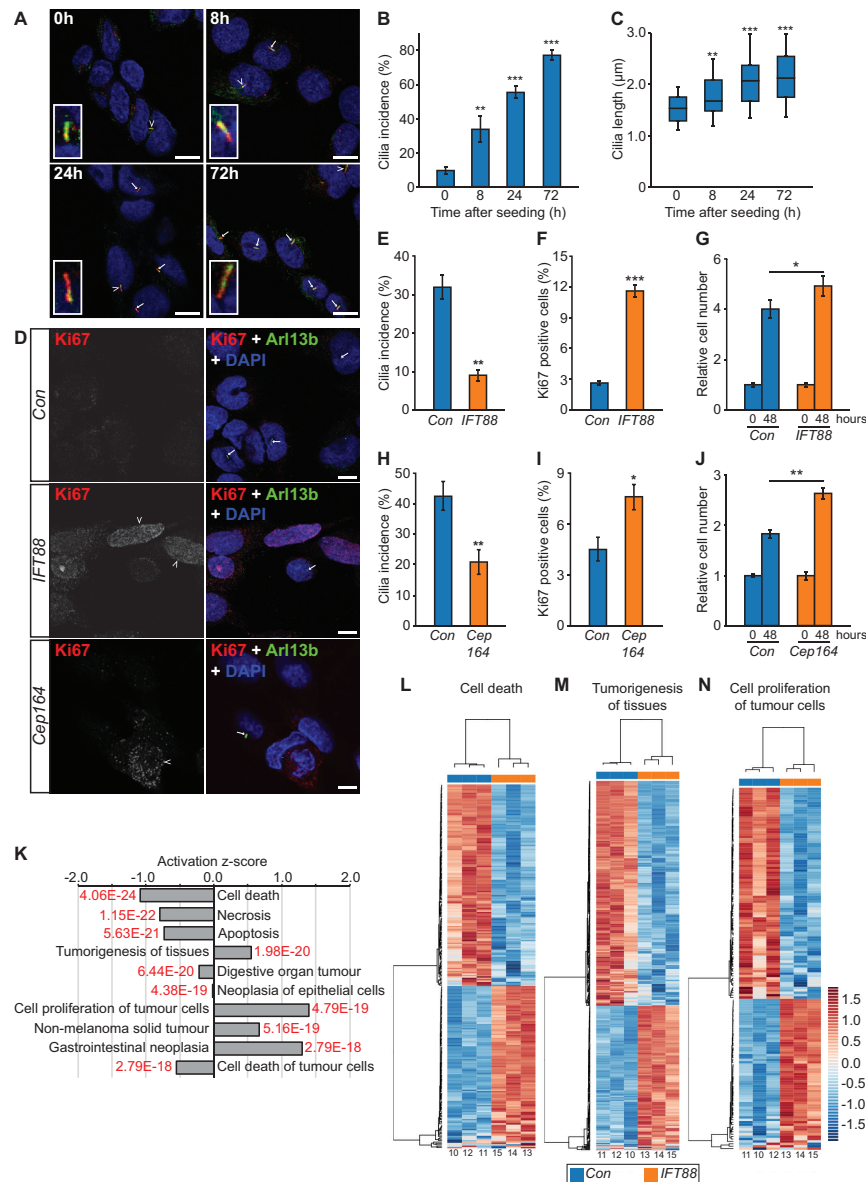 A
0h
8h
24h
72h
B
Cilia incidence (%)
80
60
40
20
0
**
***
***
0 8 24 72
Time after seeding (h)
C
Cilia length (µm)
3.0
2.0
1.0
0
**
***
***
0 8 24 72
Time after seeding (h)
D
Con
Ki67
Ki67 + Arl13b
+ DAPI
IFT88
Ki67
Ki67 + Arl13b
+ DAPI
Cep164
Ki67
Ki67 + Arl13b
+ DAPI
E
Cilia incidence (%)
40
30
20
10
0
**
Con IFT88
F
Ki67 positive cells (%)
15
12
9
6
3
0
***
Con IFT88
G
Relative cell number
6
4
2
0
*
0 48 0 48 hours
Con IFT88
H
Cilia incidence (%)
50
40
30
20
10
0
**
Con Cep
164
I
Ki67 positive cells (%)
9
6
3
0
*
Con Cep
164
J
Relative cell number
3
2
1
0
**
0 48 0 48 hours
Con Cep164
K
Activation z-score
-2.0 -1.0 0.0 1.0 2.0
4.06E-24 Cell death
1.15E-22 Necrosis
5.63E-21 Apoptosis
Tumorigenesis of tissues 1.98E-20
6.44E-20 Digestive organ tumour
4.38E-19 Neoplasia of epithelial cells
Cell proliferation of tumour cells 4.79E-19
Non-melanoma solid tumour 5.16E-19
Gastrointestinal neoplasia 2.79E-18
2.79E-18 Cell death of tumour cells
L
Cell death
10 12 11 15 14 13
M
Tumorigenesis
of tissues
11 12 10 13 14 15
N
Cell proliferation
of tumour cells
11 10 12 13 14 15
1.5
1.0
0.5
0.0
-0.5
-1.0
-1.5
Con IFT88